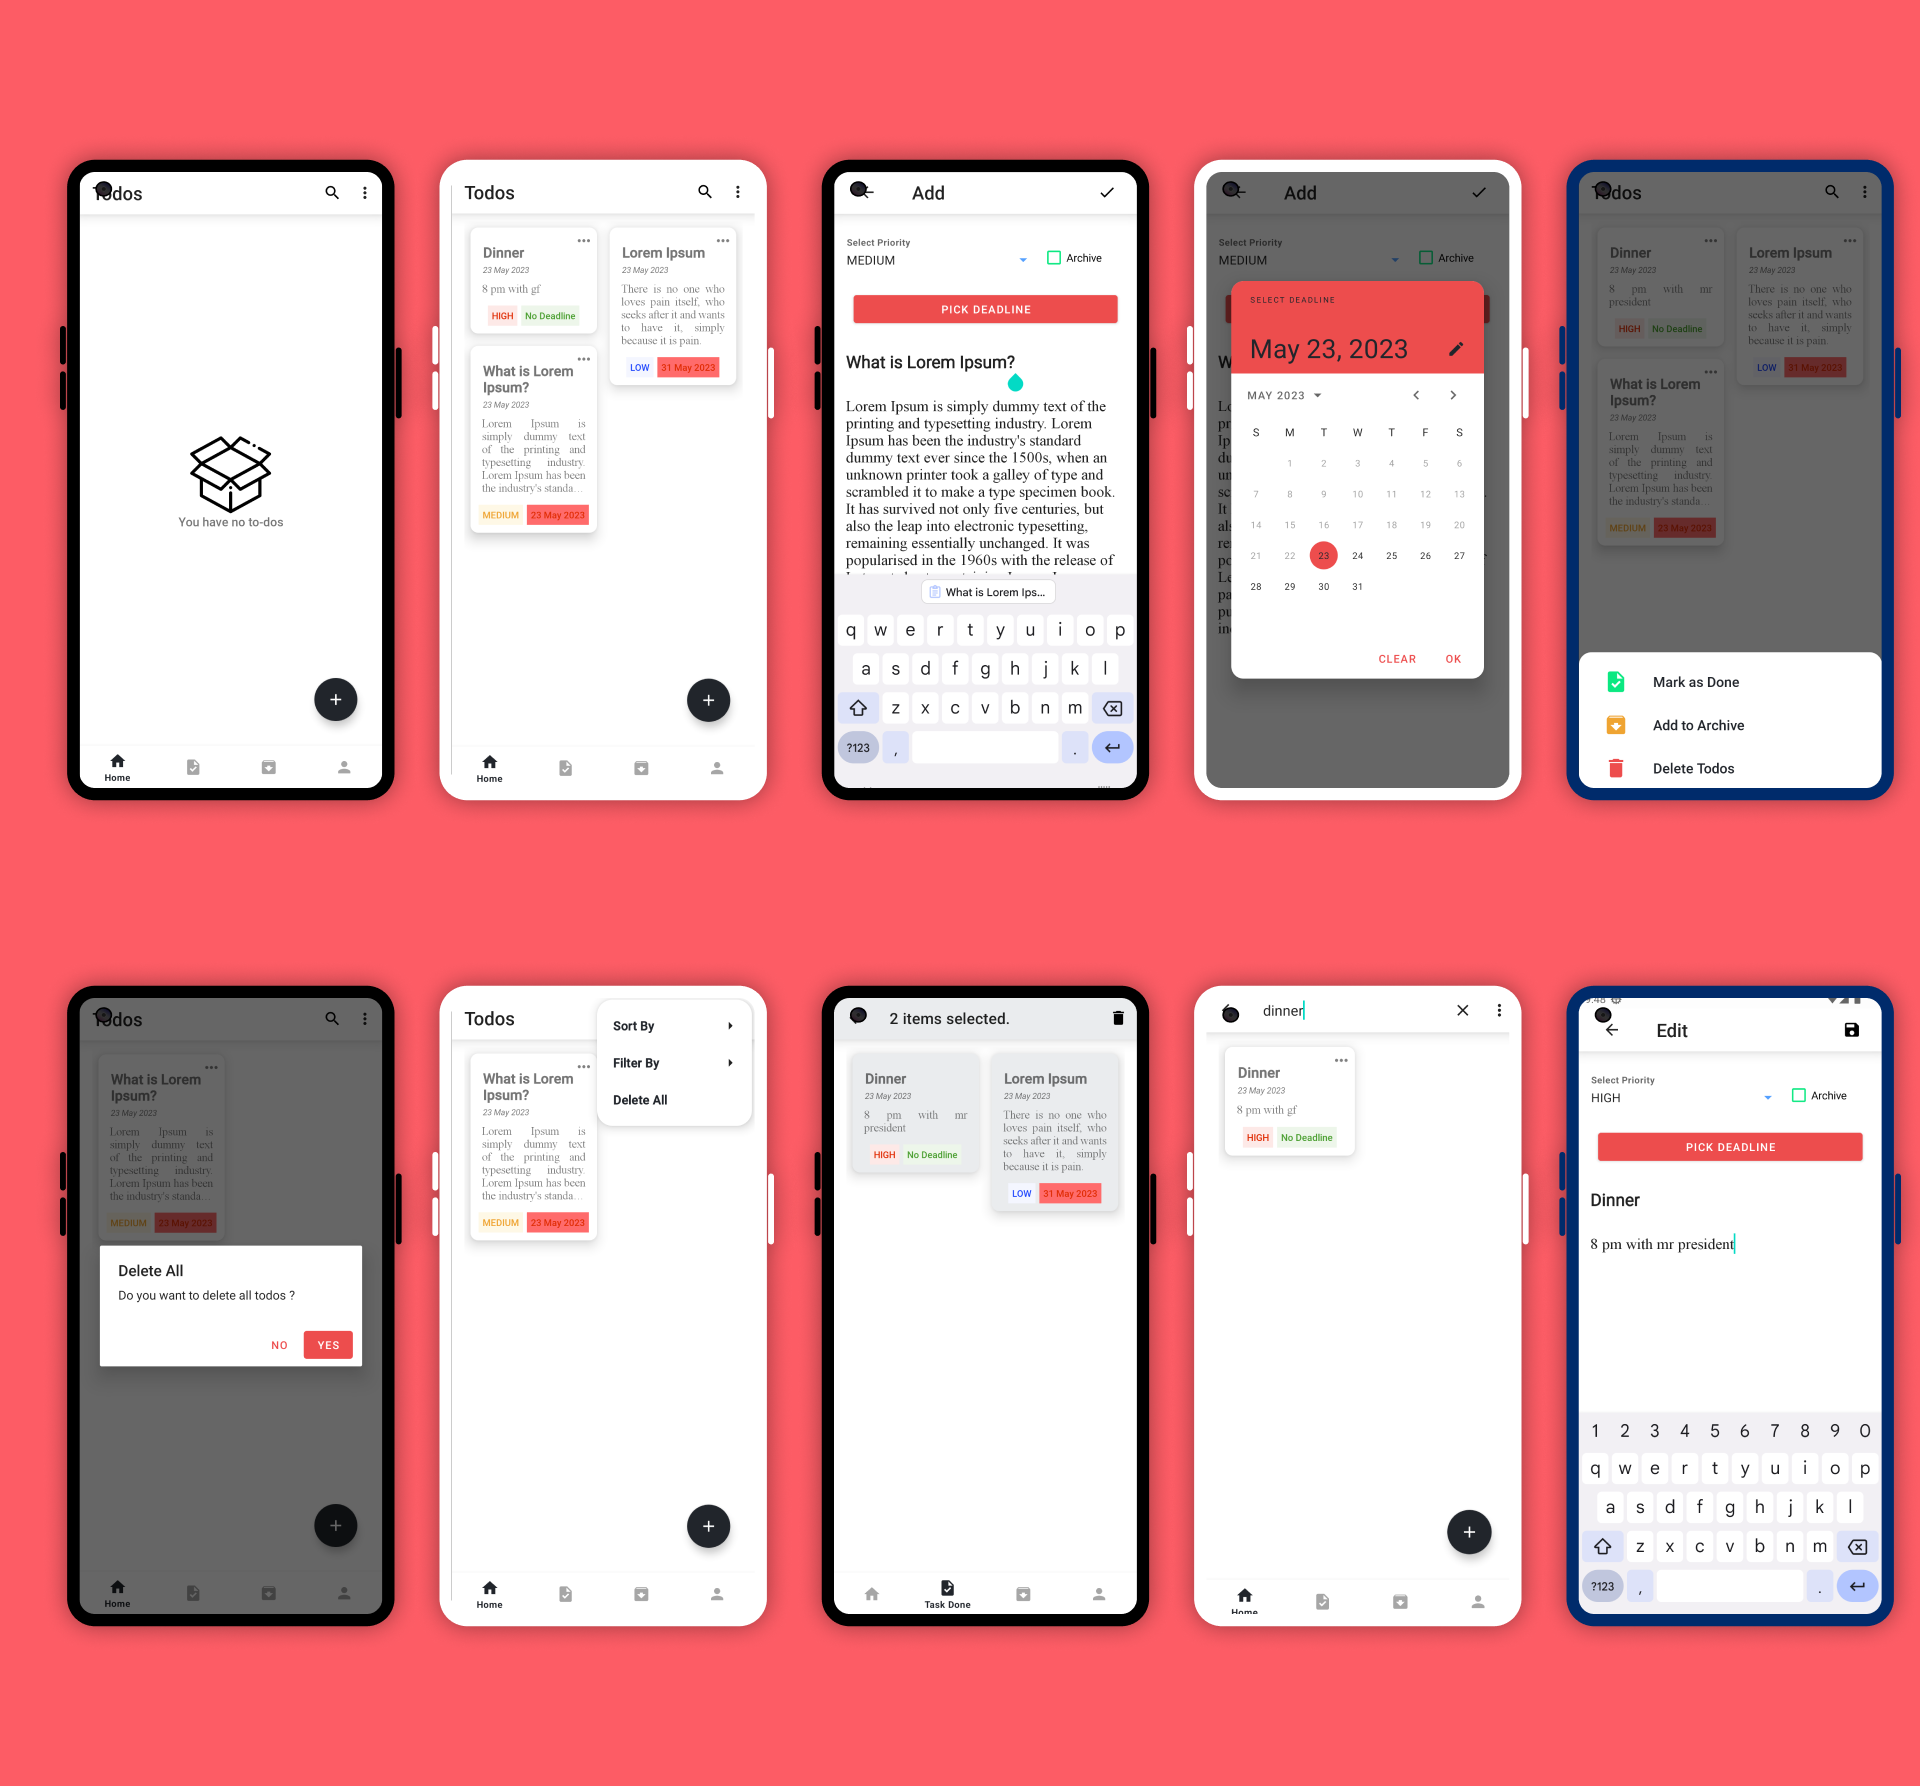 Todos
You have no to-dos
Home
Todos
Dinner
23 May 2023
8 pm with gf
HIGH No Deadline
Lorem Ipsum
23 May 2023
There is no one who
loves pain itself, who
seeks after it and wants
to have it, simply
because it is pain.
LOW 31 May 2023
What is Lorem
Ipsum?
23 May 2023
Lorem Ipsum is
simply dummy text
of the printing and
typesetting industry.
Lorem Ipsum has been
the industry's standa...
MEDIUM 23 May 2023
Home
Add
Select Priority
MEDIUM
Archive
PICK DEADLINE
What is Lorem Ipsum?
Lorem Ipsum is simply dummy text of the
printing and typesetting industry. Lorem
Ipsum has been the industry's standard
dummy text ever since the 1500s, when an
unknown printer took a galley of type and
scrambled it to make a type specimen book.
It has survived not only five centuries, but
also the leap into electronic typesetting,
remaining essentially unchanged. It was
popularised in the 1960s with the release of
What is Lorem Ips...
q w e r t y u i o p
a s d f g h j k l
z x c v b n m
?123 , .
Add
Select Priority
MEDIUM
Archive
SELECT DEADLINE
May 23, 2023
MAY 2023
S M T W T F S
1 2 3 4 5 6
7 8 9 10 11 12 13
14 15 16 17 18 19 20
21 22 23 24 25 26 27
28 29 30 31
CLEAR OK
Todos
Dinner
23 May 2023
8 pm with mr
president
HIGH No Deadline
Lorem Ipsum
23 May 2023
There is no one who
loves pain itself, who
seeks after it and wants
to have it, simply
because it is pain.
LOW 31 May 2023
What is Lorem
Ipsum?
23 May 2023
Lorem Ipsum is
simply dummy text
of the printing and
typesetting industry.
Lorem Ipsum has been
the industry's standa...
MEDIUM 23 May 2023
Mark as Done
Add to Archive
Delete Todos
Todos
What is Lorem
Ipsum?
23 May 2023
Lorem Ipsum is
simply dummy text
of the printing and
typesetting industry.
Lorem Ipsum has been
the industry's standa...
MEDIUM 23 May 2023
Delete All
Do you want to delete all todos ?
NO YES
Home
Todos
Sort By
Filter By
Delete All
What is Lorem
Ipsum?
23 May 2023
Lorem Ipsum is
simply dummy text
of the printing and
typesetting industry.
Lorem Ipsum has been
the industry's standa...
MEDIUM 23 May 2023
Home
2 items selected.
Dinner
23 May 2023
8 pm with mr
president
HIGH No Deadline
Lorem Ipsum
23 May 2023
There is no one who
loves pain itself, who
seeks after it and wants
to have it, simply
because it is pain.
LOW 31 May 2023
Task Done
dinner
Dinner
23 May 2023
8 pm with gf
HIGH No Deadline
Home
Edit
Select Priority
HIGH
Archive
PICK DEADLINE
Dinner
8 pm with mr president
1 2 3 4 5 6 7 8 9 0
q w e r t y u i o p
a s d f g h j k l
z x c v b n m
?123 , .